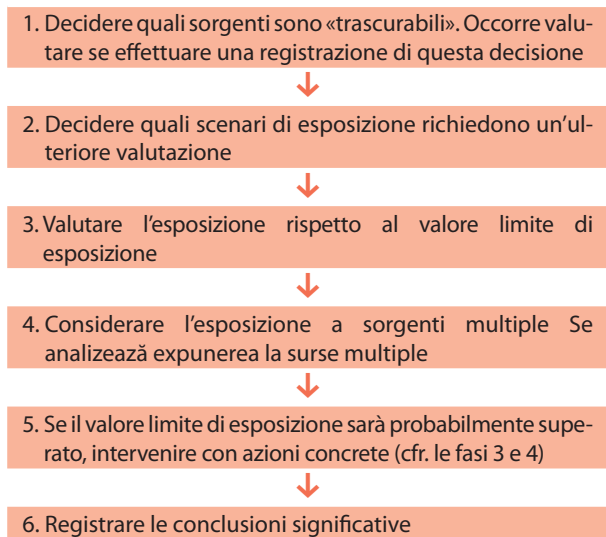 1. Decidere quali sorgenti sono «trascurabili». Occorre valu-
tare se effettuare una registrazione di questa decisione
2. Decidere quali scenari di esposizione richiedono un'ul-
teriore valutazione
3. Valutare l'esposizione rispetto al valore limite di
esposizione
4. Considerare l'esposizione a sorgenti multiple Se
analizează expunerea la surse multiple
5. Se il valore limite di esposizione sarà probabilmente supe-
rato, intervenire con azioni concrete (cfr. le fasi 3 e 4)
6. Registrare le conclusioni significative